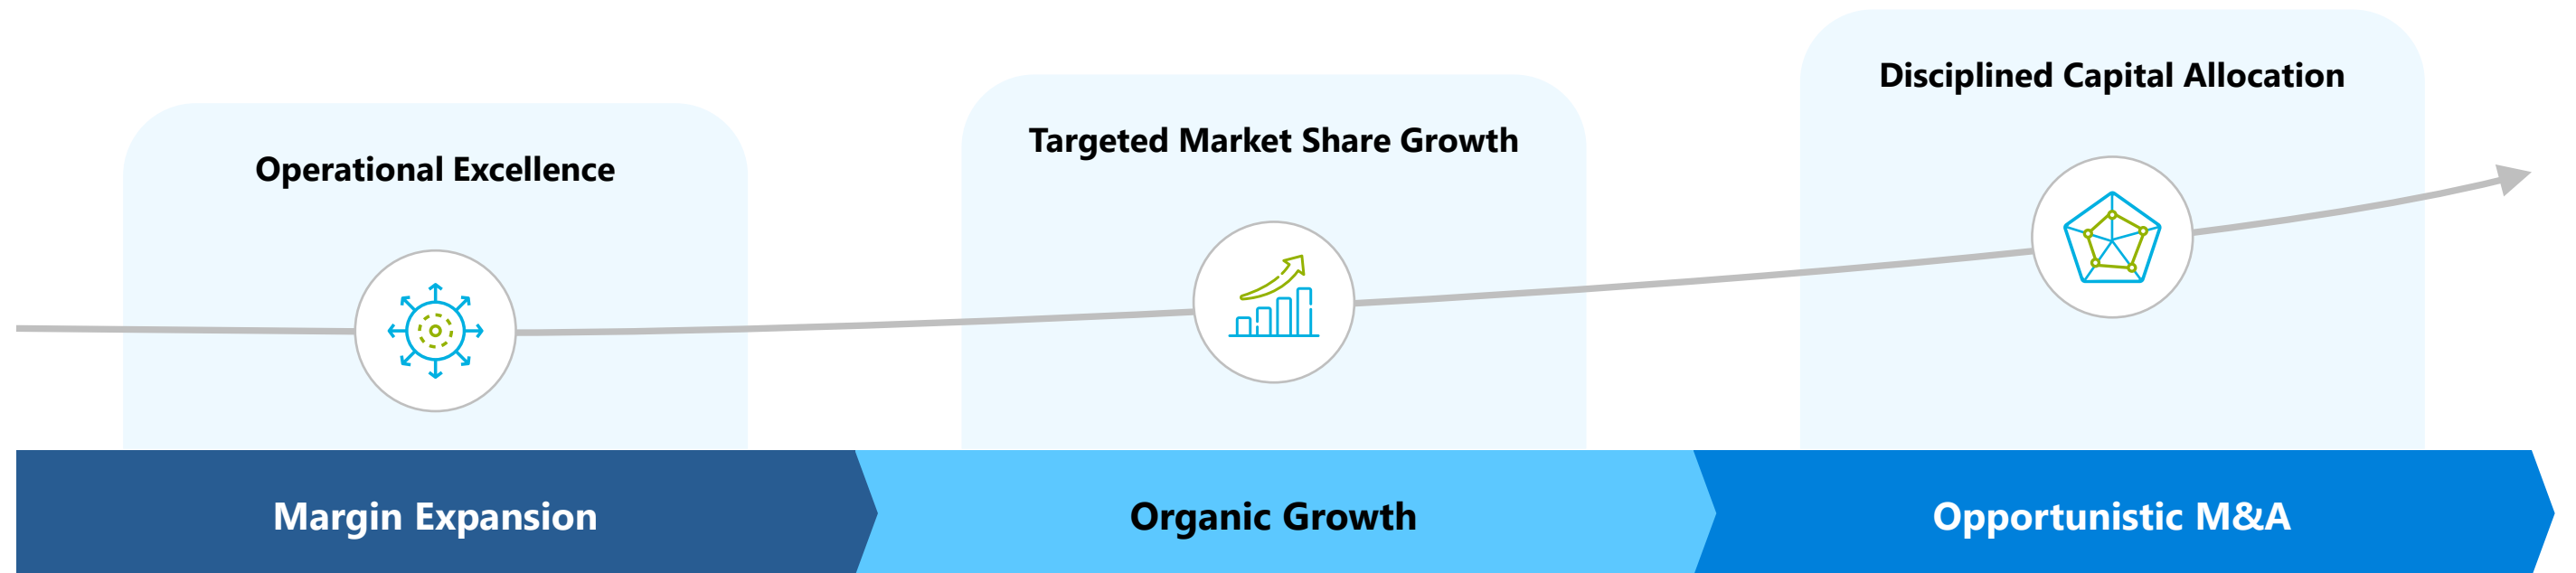 Operational Excellence
Targeted Market Share Growth
Disciplined Capital Allocation
Margin Expansion
Organic Growth
Opportunistic M&A